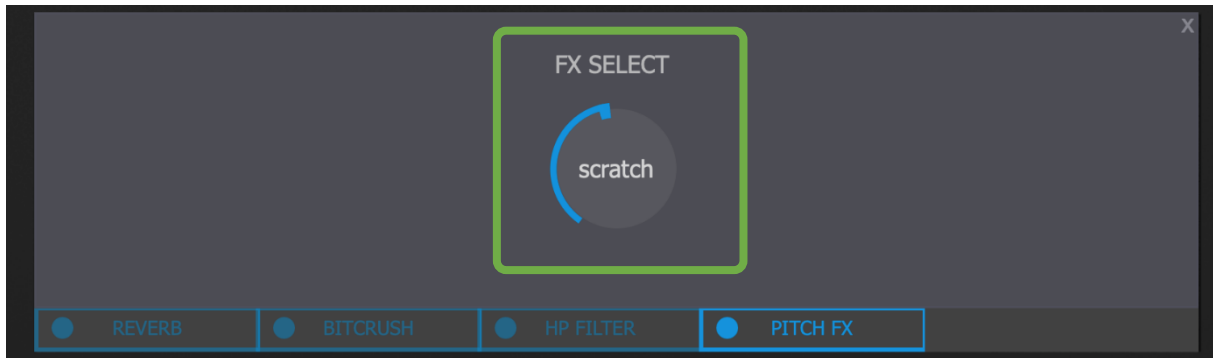 X
FX SELECT
scratch
REVERB
BITCRUSH
HP FILTER
PITCH FX